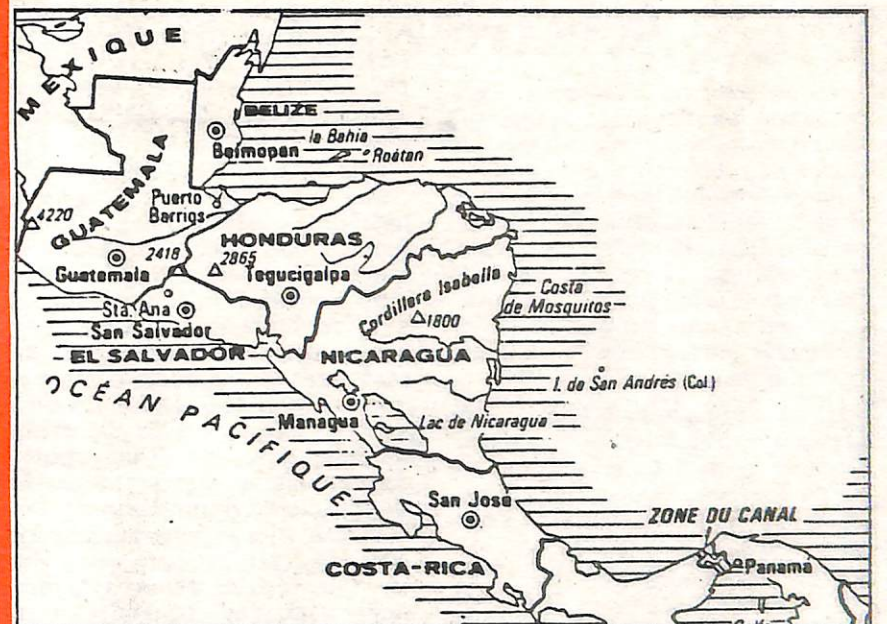 MEXIQUE
BELIZE
Belmopan
la Bahia
Roátan
GUATEMALA
Puerto
Barrios
4220
HONDURAS
2418
2865
Guatemala
Tegucigalpa
Cordillera Isabella
1800
Costa
de Mosquitos
Sta. Ana
San Salvador
EL SALVADOR
NICARAGUA
I. de San Andrés (Col.)
OCÉAN PACIFIQUE
Managua
Lac de Nicaragua
San José
ZONE DU CANAL
COSTA-RICA
Panamá